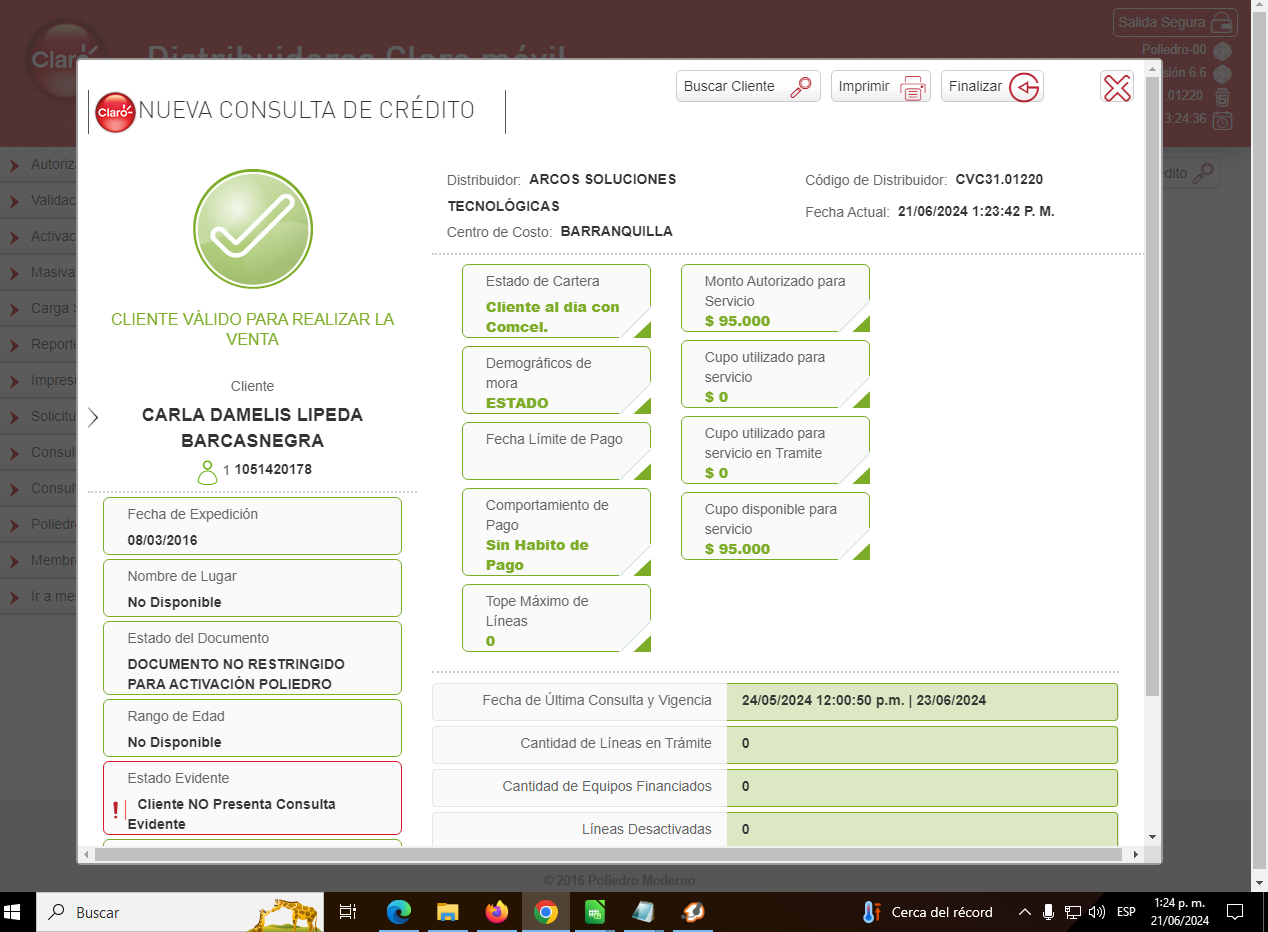 Salida Segura
Distribuidores Claro móvil
Claro
Poliedro-00
sión 6.6
.01220
3:24:36
Buscar Cliente
Imprimir
Finalizar
Claro
NUEVA CONSULTA DE CRÉDITO
Autoriz
Validac
Activac
Masiva
Carga
Reporte
Impresi
Solicitu
Consul
Consul
Poliedr
Membr
Ir a me
édito
CLIENTE VÁLIDO PARA REALIZAR LA
VENTA
Cliente
CARLA DAMELIS LIPEDA
BARCASNEGRA
1 1051420178
Fecha de Expedición
08/03/2016
Nombre de Lugar
No Disponible
Estado del Documento
DOCUMENTO NO RESTRINGIDO
PARA ACTIVACIÓN POLIEDRO
Rango de Edad
No Disponible
Estado Evidente
! Cliente NO Presenta Consulta
Evidente
Distribuidor: ARCOS SOLUCIONES
TECNOLÓGICAS
Centro de Costo: BARRANQUILLA
Código de Distribuidor: CVC31.01220
Fecha Actual: 21/06/2024 1:23:42 P. M.
Estado de Cartera
Cliente al dia con
Comcel.
Demográficos de
mora
ESTADO
Fecha Límite de Pago
Comportamiento de
Pago
Sin Habito de
Pago
Tope Máximo de
Líneas
0
Monto Autorizado para
Servicio
$ 95.000
Cupo utilizado para
servicio
$ 0
Cupo utilizado para
servicio en Tramite
$ 0
Cupo disponible para
servicio
$ 95.000
Fecha de Última Consulta y Vigencia 24/05/2024 12:00:50 p.m. | 23/06/2024
Cantidad de Líneas en Trámite 0
Cantidad de Equipos Financiados 0
Líneas Desactivadas 0
© 2016 Poliedro Moderno
Buscar
Cerca del récord
ESP
1:24 p. m.
21/06/2024